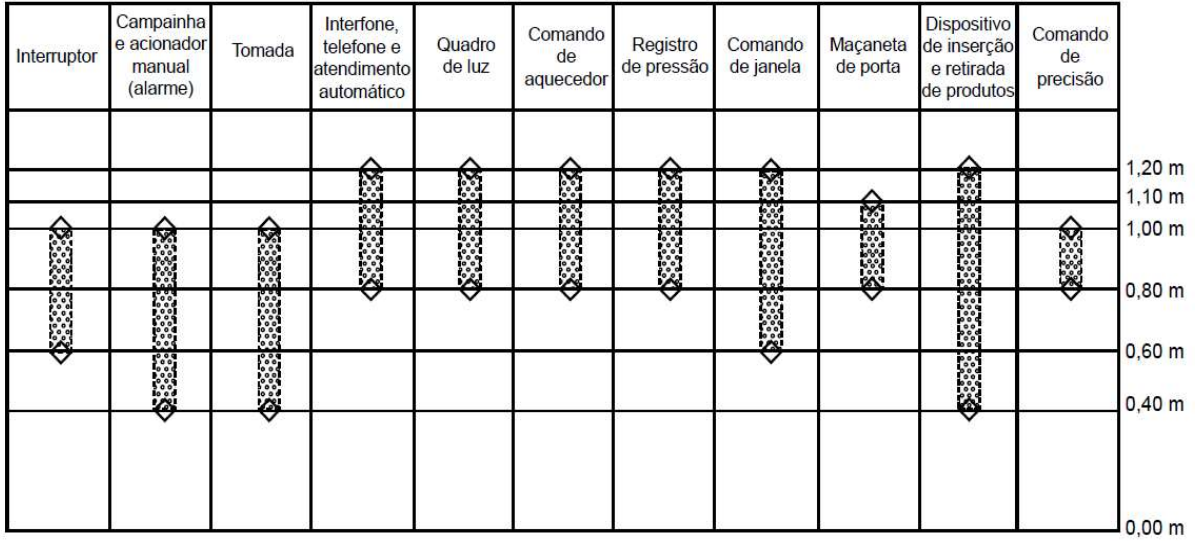 Interruptor
Campainha
e acionador
manual
(alarme)
Tomada
Interfone,
telefone e
atendimento
automático
Quadro
de luz
Comando
de
aquecedor
Registro
de pressão
Comando
de janela
Maçaneta
de porta
Dispositivo
de inserção
e retirada
de produtos
Comando
de
precisão
1,20 m
1,10 m
1,00 m
0,80 m
0,60 m
0,40 m
0,00 m